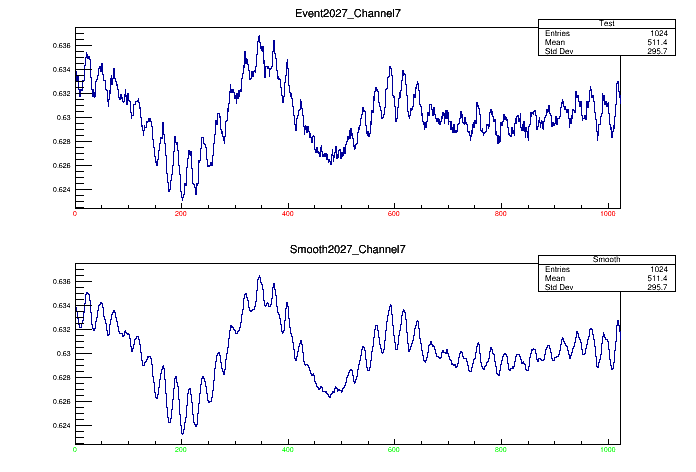 Event2027_Channel7
Test
Entries 1024
Mean 511.4
Std Dev 295.7
0.636
0.634
0.632
0.63
0.628
0.626
0.624
0 200 400 600 800 1000
Smooth2027_Channel7
Smooth
Entries 1024
Mean 511.4
Std Dev 295.7
0.636
0.634
0.632
0.63
0.628
0.626
0.624
0 200 400 600 800 1000